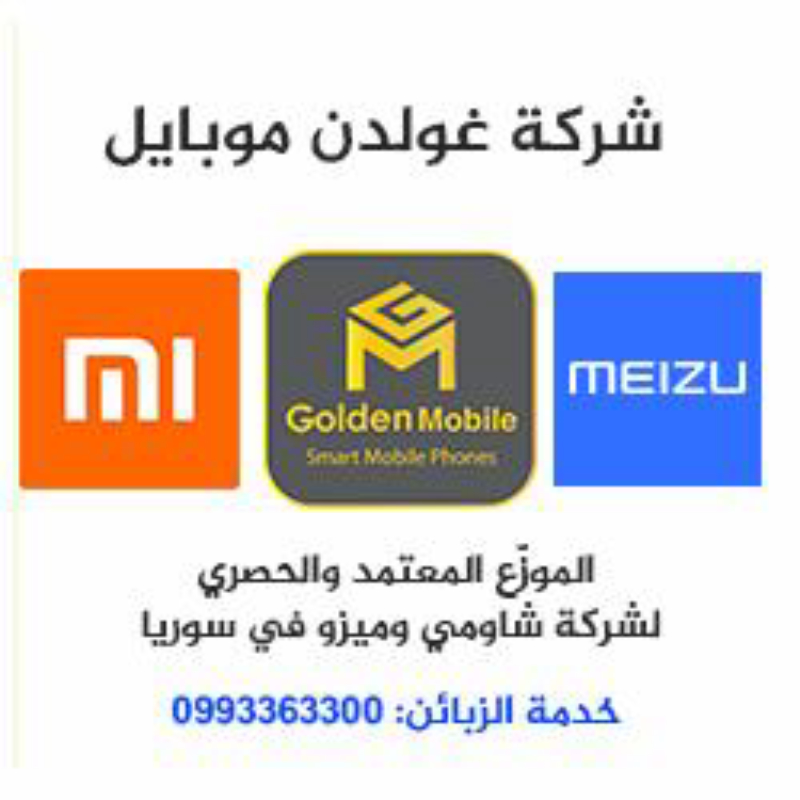 شركة غولدن موبايل
mi
GM
Golden Mobile
Smart Mobile Phones
MEIZU
الموزّع المعتمد والحصري
لشركة شاومي وميزو في سوريا
خدمة الزبائن: 0993363300